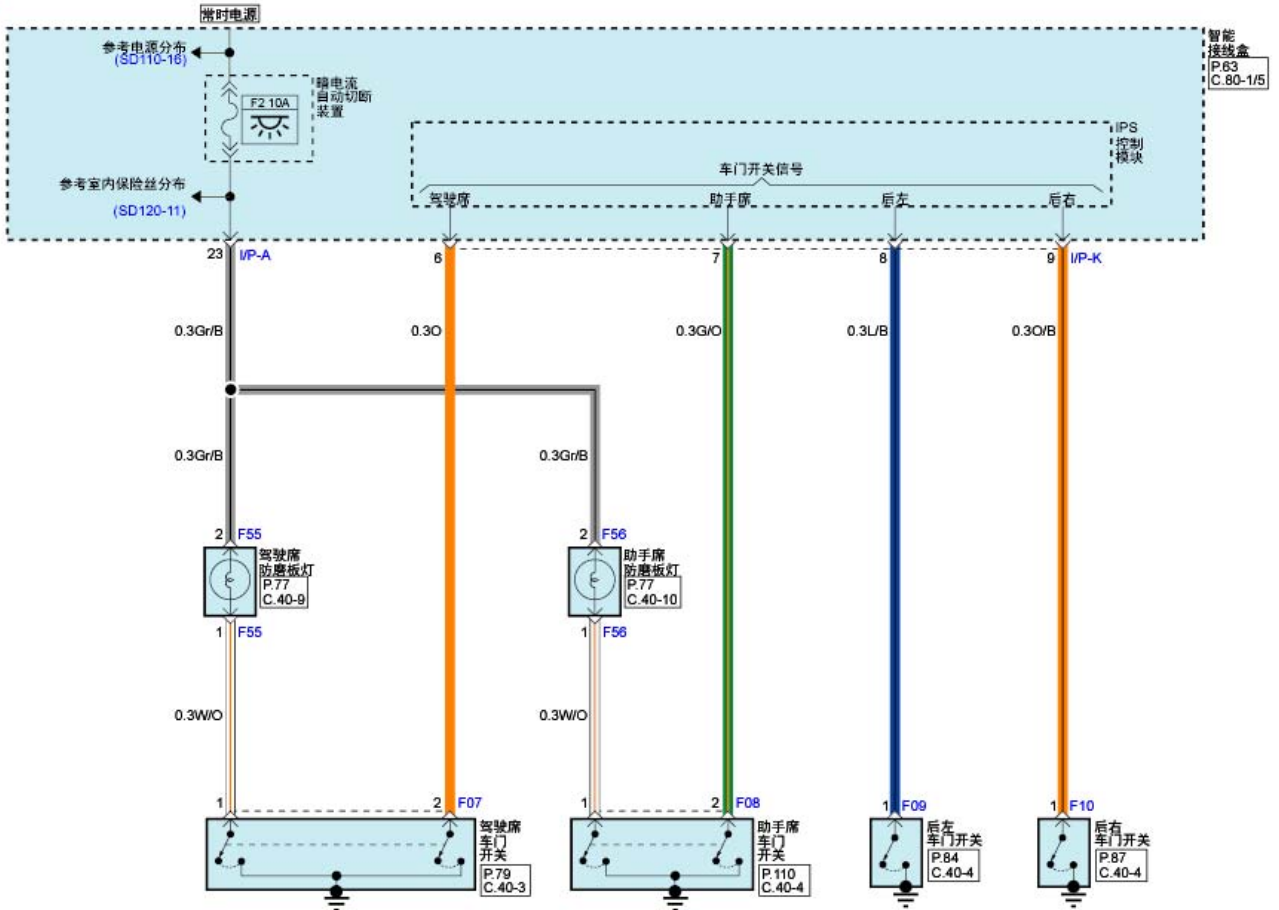 常时电源
参考电源分布
(SD110-16)
F2 10A
暗电流
自动切断
装置
智能
接线盒
P.63
C.80-1/5
IPS
控制
模块
车门开关信号
参考室内保险丝分布
(SD120-11)
驾驶席
助手席
后左
后右
23
I/P-A
6
7
8
9
I/P-K
0.3Gr/B
0.3O
0.3G/O
0.3L/B
0.3O/B
0.3Gr/B
0.3Gr/B
2
F55
驾驶席
防磨板灯
P.77
C.40-9
2
F56
助手席
防磨板灯
P.77
C.40-10
1
F55
1
F56
0.3W/O
0.3W/O
1
2
F07
1
2
F08
1
F09
1
F10
驾驶席
车门
开关
P.79
C.40-3
助手席
车门
开关
P.110
C.40-4
后左
车门开关
P.84
C.40-4
后右
车门开关
P.87
C.40-4